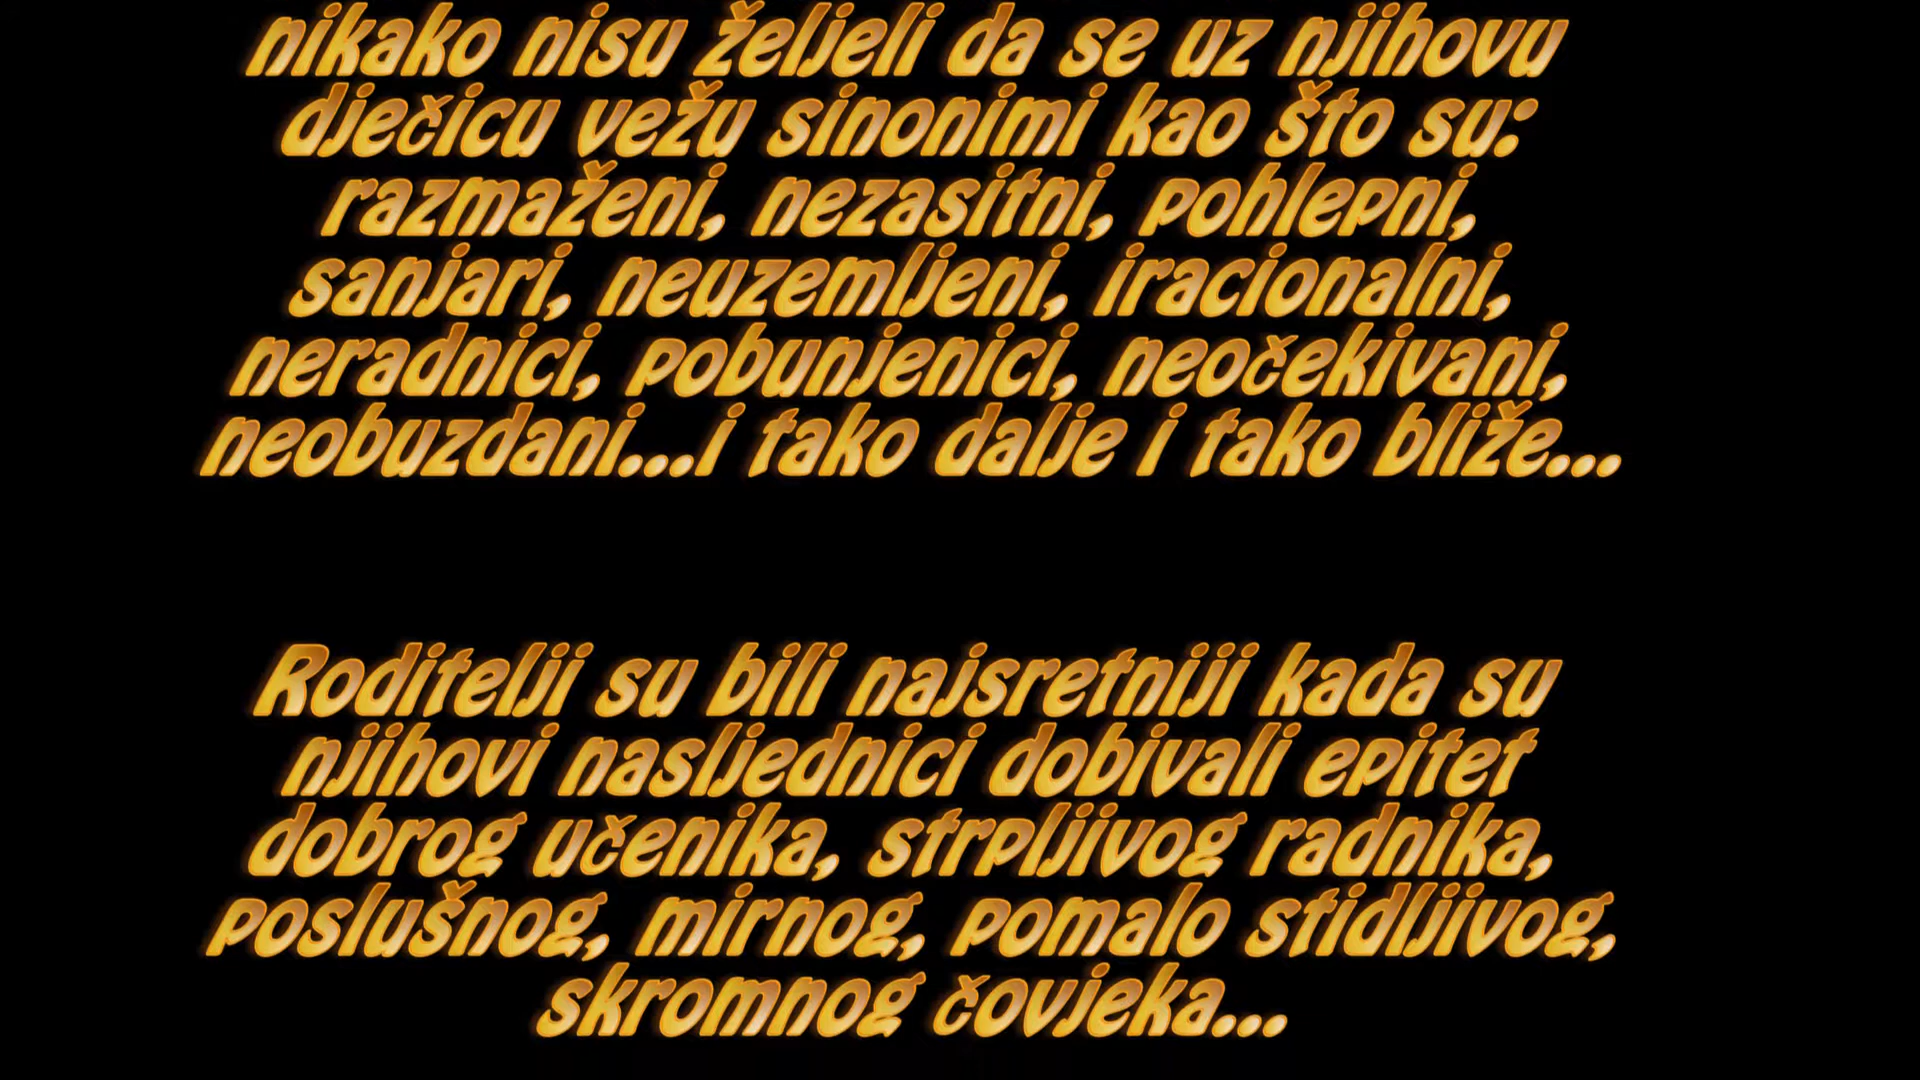 nikako nisu željeli da se uz njihovu
dječicu vežu sinonimi kao što su:
razmaženi, nezasitni, pohlepni,
sanjari, neuzemljeni, iracionalni,
neradnici, pobunjenici, neočekivani,
neobuzdani...i tako dalje i tako bliže...
Roditelji su bili najsretniji kada su
njihovi nasljednici dobivali epitet
dobrog učenika, strpljivog radnika,
poslušnog, mirnog, pomalo stidljivog,
skromnog čovjeka...